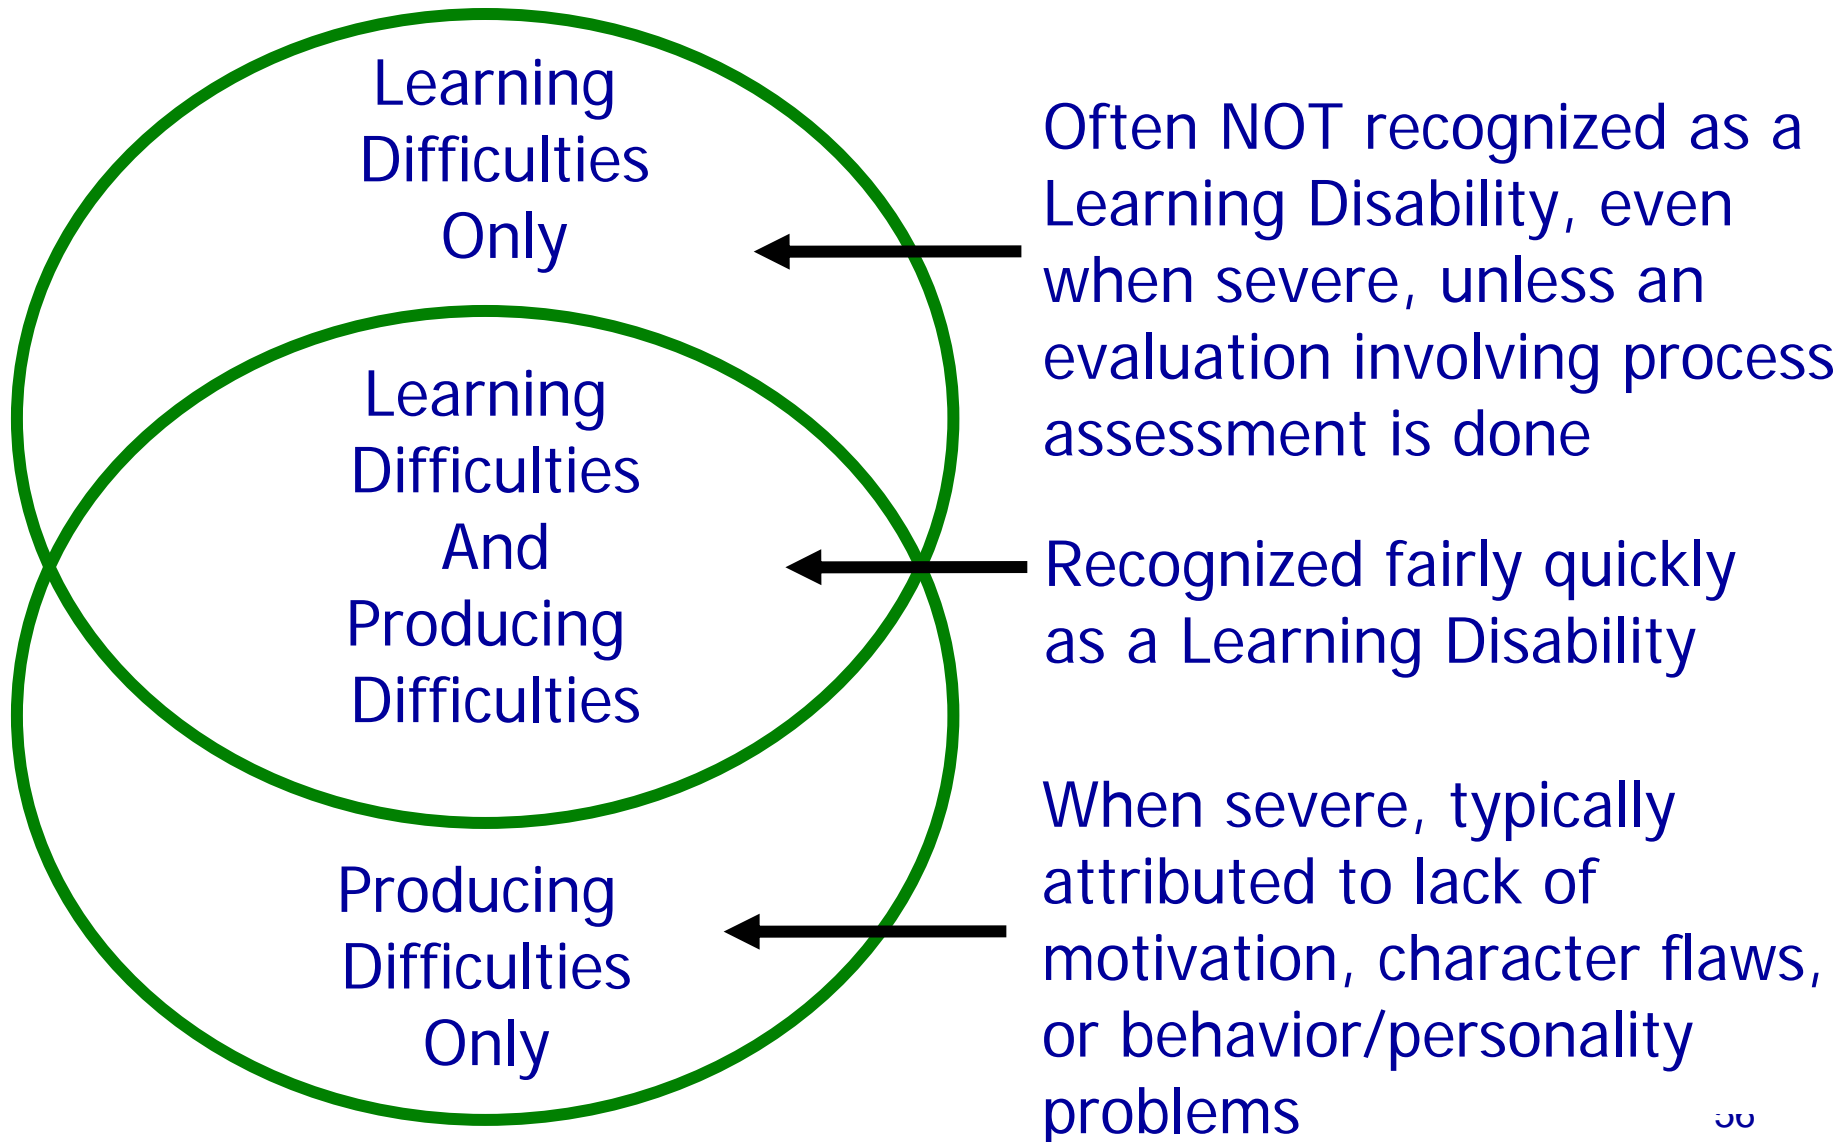 Learning
Difficulties
Only
Often NOT recognized as a
Learning Disability, even
when severe, unless an
evaluation involving process
assessment is done
Learning
Difficulties
And
Producing
Difficulties
Recognized fairly quickly
as a Learning Disability
Producing
Difficulties
Only
When severe, typically
attributed to lack of
motivation, character flaws,
or behavior/personality
problems